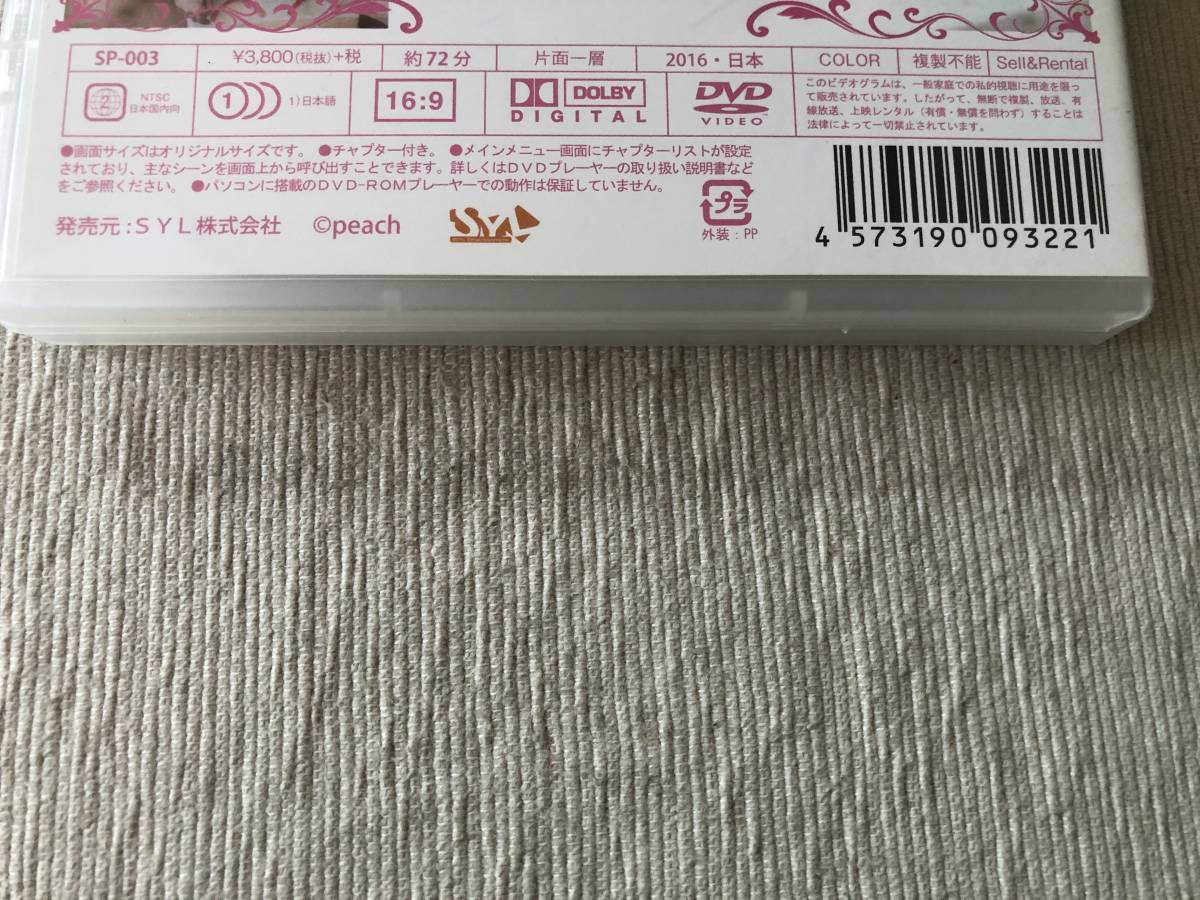 SP-003 ¥3,800(税抜)+税 約72分 片面一層 2016・日本 COLOR 複製不能 Sell&Rental
2 NTSC 日本国内向
1 1)日本語
16:9
DOLBY DIGITAL
DVD VIDEO
このビデオグラムは、一般家庭での私的視聴に用途を限っ
て販売されています。したがって、無断で複製、放送、有
線放送、上映レンタル（有償・無償を問わず）することは
法律によって一切禁止されています。
●画面サイズはオリジナルサイズです。 ●チャプター付き。 ●メインメニュー画面にチャプターリストが設定
されており、主なシーンを画面上から呼び出すことできます。詳しくはDVDプレーヤーの取り扱い説明書など
をご参照ください。 ●パソコンに搭載のDVD-ROMプレーヤーでの動作は保証していません。
発売元:SYL株式会社 ©peach SYL
プラ
外装:PP
4 573190 093221